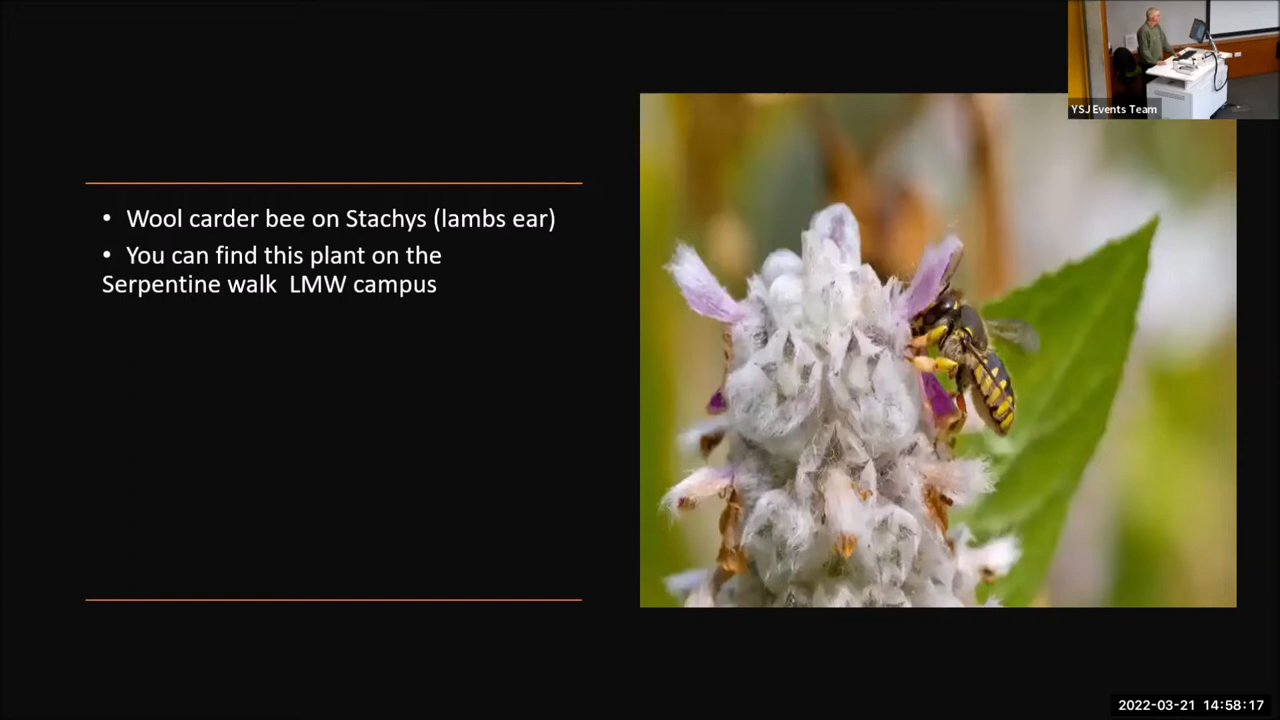 YSJ Events Team
• Wool carder bee on Stachys (lambs ear)
• You can find this plant on the
Serpentine walk LMW campus
2022-03-21 14:58:17